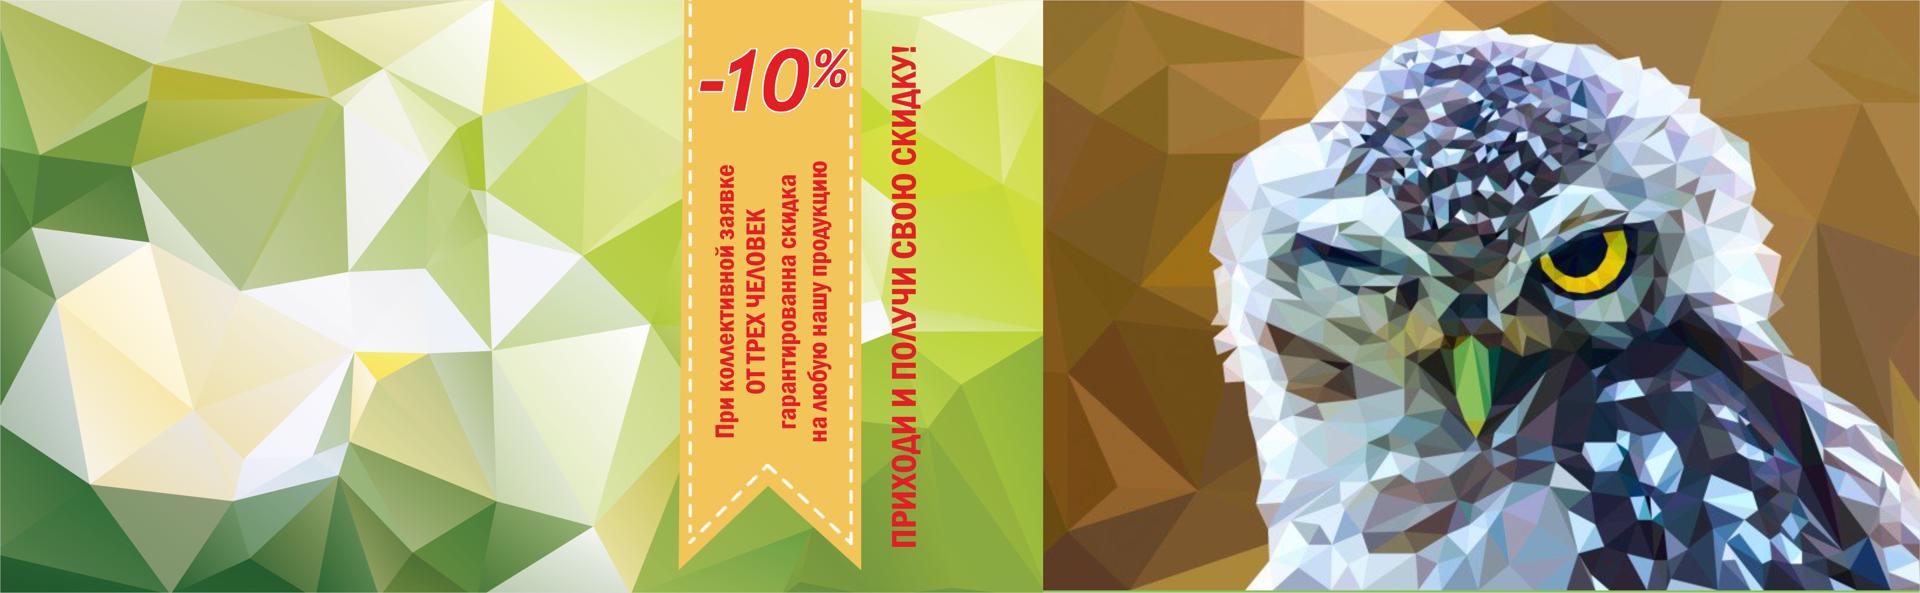 -10%
При коллективной заявке
ОТ ТРЕХ ЧЕЛОВЕК
гарантированна скидка
на любую нашу продукцию
ПРИХОДИ И ПОЛУЧИ СВОЮ СКИДКУ!